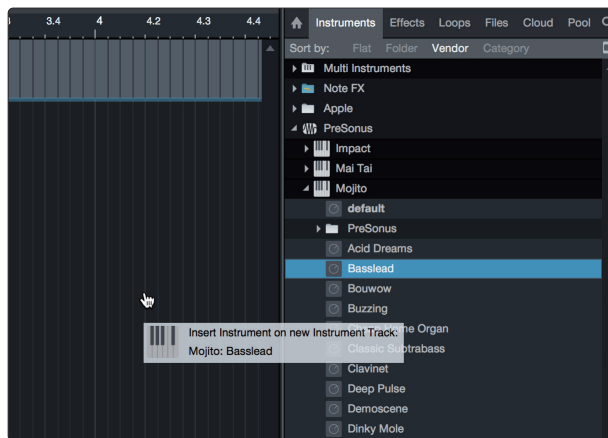 3.4 4 4.2 4.3 4.4
Instruments Effects Loops Files Cloud Pool
Sort by: Flat Folder Vendor Category
Multi Instruments
Note FX
Apple
PreSonus
Impact
Mai Tai
Mojito
default
PreSonus
Acid Dreams
Basslead
Bouwow
Buzzing
Insert Instrument on new Instrument Track:
Organ
Mojito: Basslead
Classic Subtrabass
Clavinet
Deep Pulse
Demoscene
Dinky Mole